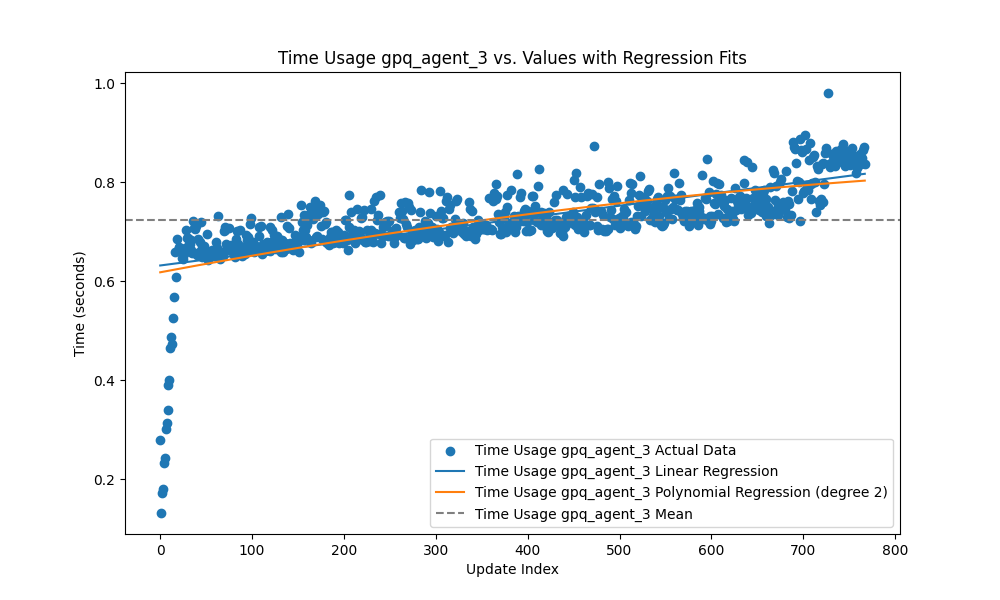 Time Usage gpq_agent_3 vs. Values with Regression Fits
1.0
0.8
0.6
0.4
0.2
Time (seconds)
Time Usage gpq_agent_3 Actual Data
Time Usage gpq_agent_3 Linear Regression
Time Usage gpq_agent_3 Polynomial Regression (degree 2)
Time Usage gpq_agent_3 Mean
0 100 200 300 400 500 600 700 800
Update Index